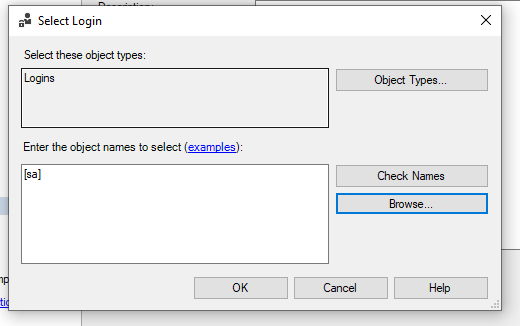 Description:
Select Login
Select these object types:
Logins
Object Types...
Enter the object names to select (examples):
[sa]
Check Names
Browse...
OK
Cancel
Help